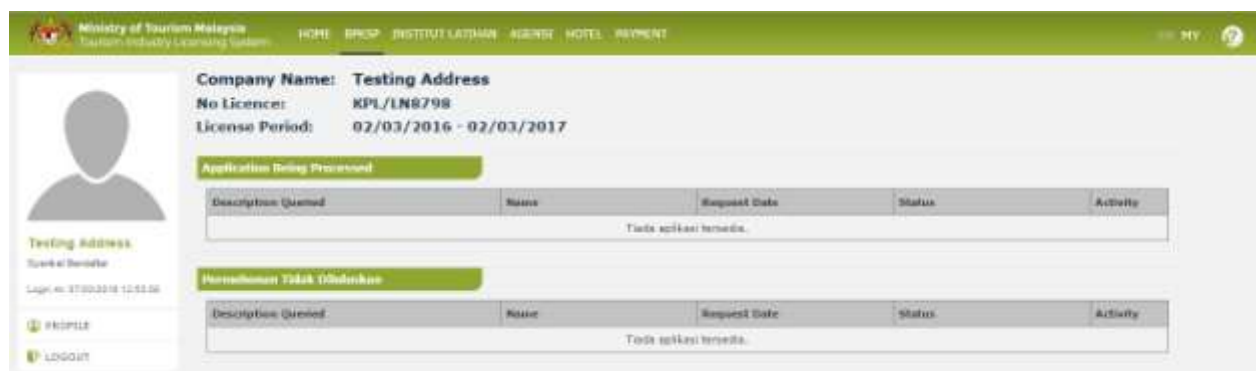 Ministry of Tourism Malaysia
Tourism Industry Licensing System
HOME BPKSP INSTITUT LATIHAN AGENSI HOTEL PAYMENT
MY
Company Name: Testing Address
No Licence: KPL/LN8798
License Period: 02/03/2016 - 02/03/2017
Application Being Processed
Description Queried Name Request Date Status Activity
Tiada aplikasi tersedia.
Testing Address
Syarikat Berdaftar
Permohonan Tidak Diluluskan
Description Queried Name Request Date Status Activity
Tiada aplikasi tersedia.
PROFILE
LOGOUT